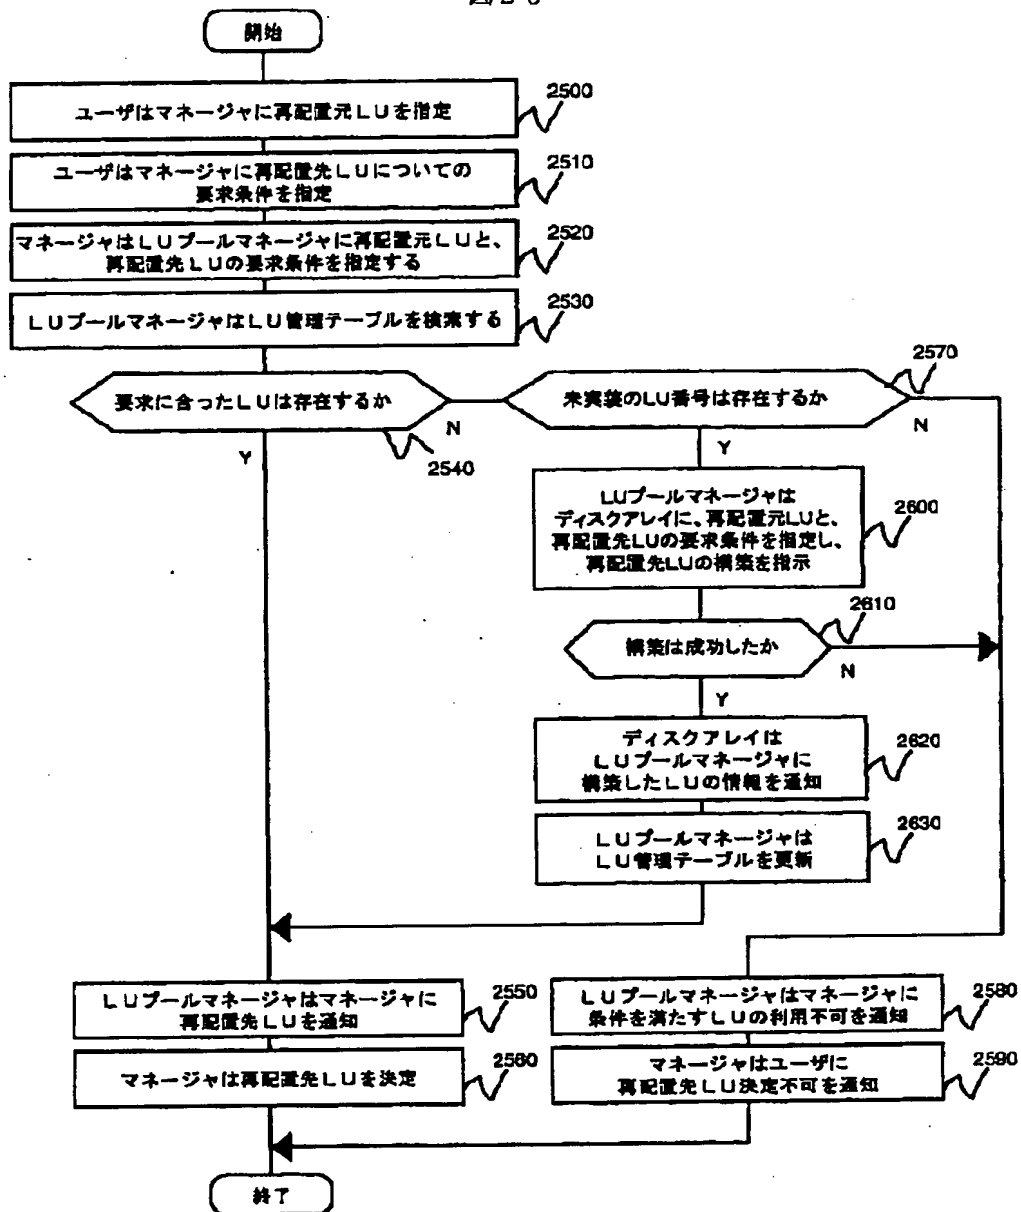 開始
ユーザはマネージャに再配置元LUを指定
2500
ユーザはマネージャに再配置先LUについての
要求条件を指定
2510
マネージャはLUプールマネージャに再配置元LUと、
再配置先LUの要求条件を指定する
2520
LUプールマネージャはLU管理テーブルを検索する
2530
要求に合ったLUは存在するか
N
Y
2540
未実装のLU番号は存在するか
2570
N
Y
LUプールマネージャは
ディスクアレイに、再配置元LUと、
再配置先LUの要求条件を指定し、
再配置先LUの構築を指示
2600
構築は成功したか
2610
N
Y
ディスクアレイは
LUプールマネージャに
構築したLUの情報を通知
2620
LUプールマネージャは
LU管理テーブルを更新
2630
LUプールマネージャはマネージャに
再配置先LUを通知
2550
マネージャは再配置先LUを決定
2560
LUプールマネージャはマネージャに
条件を満たすLUの利用不可を通知
2580
マネージャはユーザに
再配置先LU決定不可を通知
2590
終了